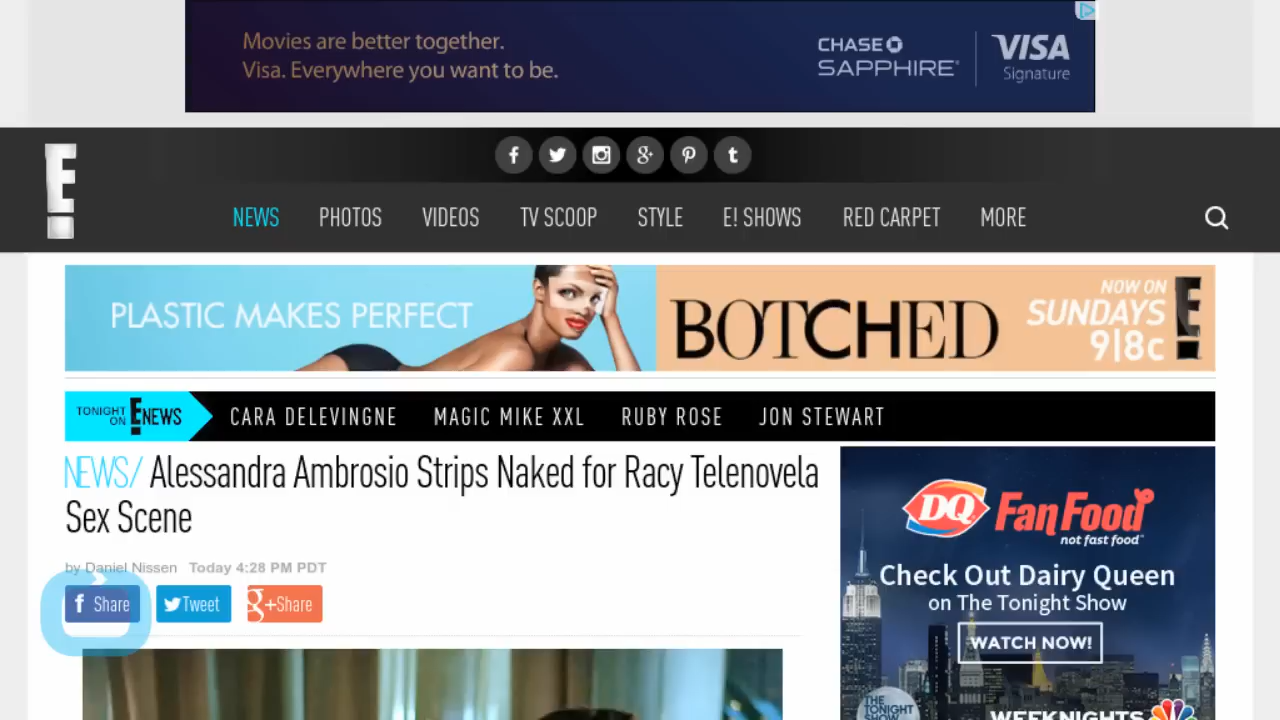 Movies are better together.
Visa. Everywhere you want to be.
CHASE
SAPPHIRE®
VISA
Signature
E!
NEWS PHOTOS VIDEOS TV SCOOP STYLE E! SHOWS RED CARPET MORE
PLASTIC MAKES PERFECT
BOTCHED
NOW ON
SUNDAYS
9|8c
E!
TONIGHT
ON
E! NEWS
CARA DELEVINGNE MAGIC MIKE XXL RUBY ROSE JON STEWART
NEWS/ Alessandra Ambrosio Strips Naked for Racy Telenovela
Sex Scene
by Daniel Nissen Today 4:28 PM PDT
f Share
Tweet
g+Share
DQ
Fan Food
not fast food™
Check Out Dairy Queen
on The Tonight Show
WATCH NOW!
THE
TONIGHT
SHOW
WEEKNIGHTS